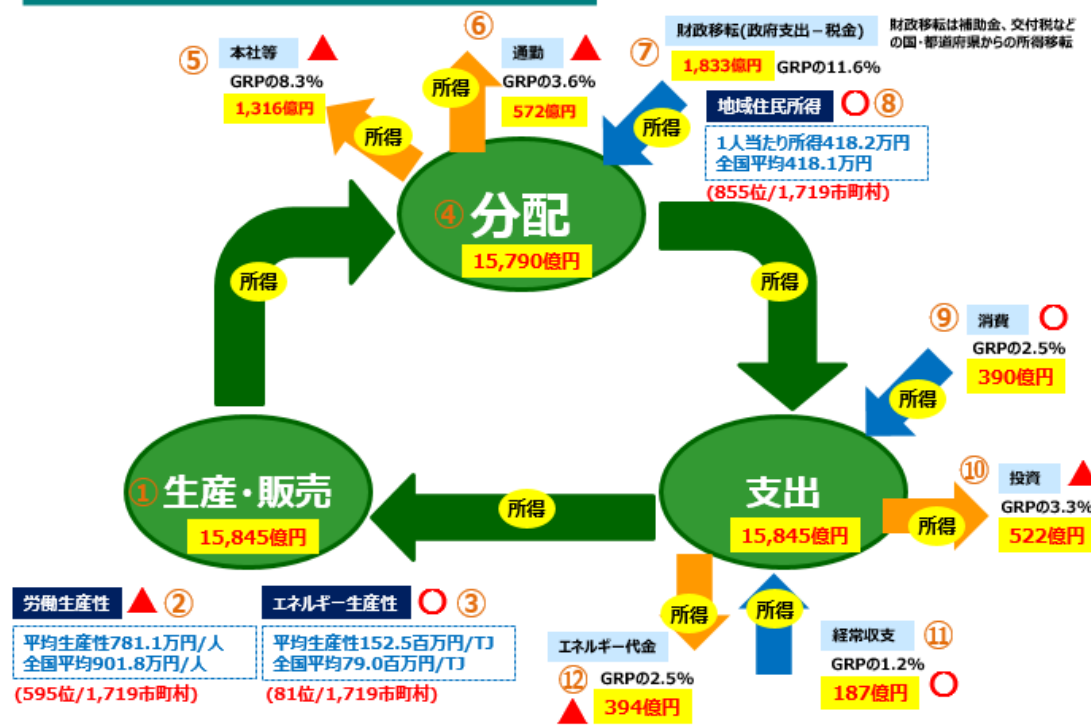 ⑥
⑤ 本社等 ▲
GRPの8.3%
1,316億円
所得
通勤 ▲
GRPの3.6%
572億円
所得
⑦ 財政移転(政府支出－税金)
1,833億円 GRPの11.6%
財政移転は補助金、交付税など
の国・都道府県からの所得移転
所得
地域住民所得 ○ ⑧
1人当たり所得418.2万円
全国平均418.1万円
(855位/1,719市町村)
④ 分配
15,790億円
所得
所得
⑨ 消費 ○
GRPの2.5%
390億円
所得
① 生産・販売
15,845億円
所得
支出
15,845億円
⑩ 投資 ▲
GRPの3.3%
522億円
所得
労働生産性 ▲ ②
平均生産性781.1万円/人
全国平均901.8万円/人
(595位/1,719市町村)
エネルギー生産性 ○ ③
平均生産性152.5百万円/TJ
全国平均79.0百万円/TJ
(81位/1,719市町村)
所得
エネルギー代金
⑫ GRPの2.5%
▲ 394億円
所得
経常収支 ⑪
GRPの1.2%
187億円 ○